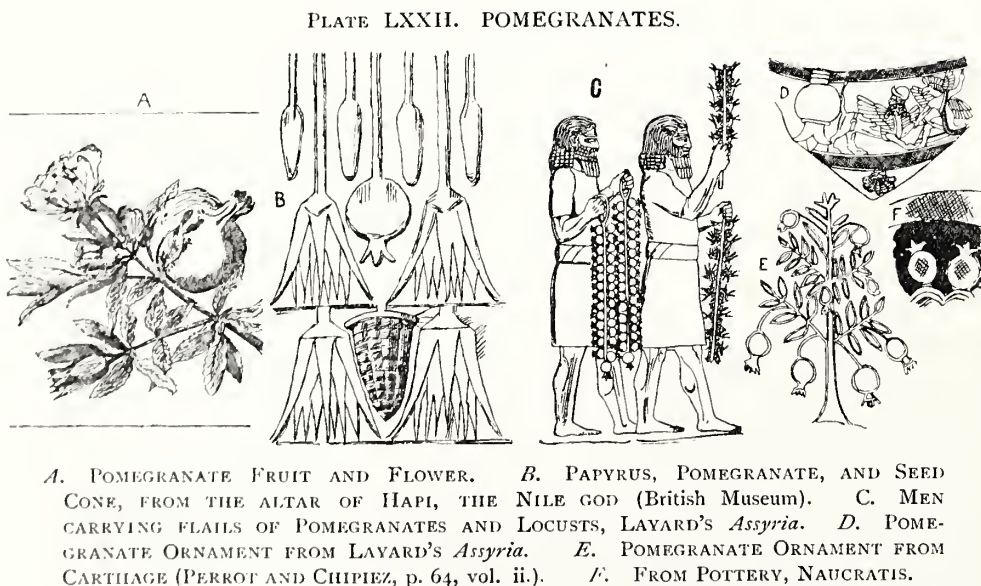 PLATE LXXII. POMEGRANATES.
A
B
C
D
E
F
A. POMEGRANATE FRUIT AND FLOWER. B. PAPYRUS, POMEGRANATE, AND SEED
CONE, FROM THE ALTAR OF HAPI, THE NILE GOD (British Museum). C. MEN
CARRYING FLAILS OF POMEGRANATES AND LOCUSTS, LAYARD'S Assyria. D. POME-
GRANATE ORNAMENT FROM LAYARD'S Assyria. E. POMEGRANATE ORNAMENT FROM
CARTHAGE (PERROT AND CHIPIEZ, p. 64, vol. ii.). F. FROM POTTERY, NAUCRATIS.